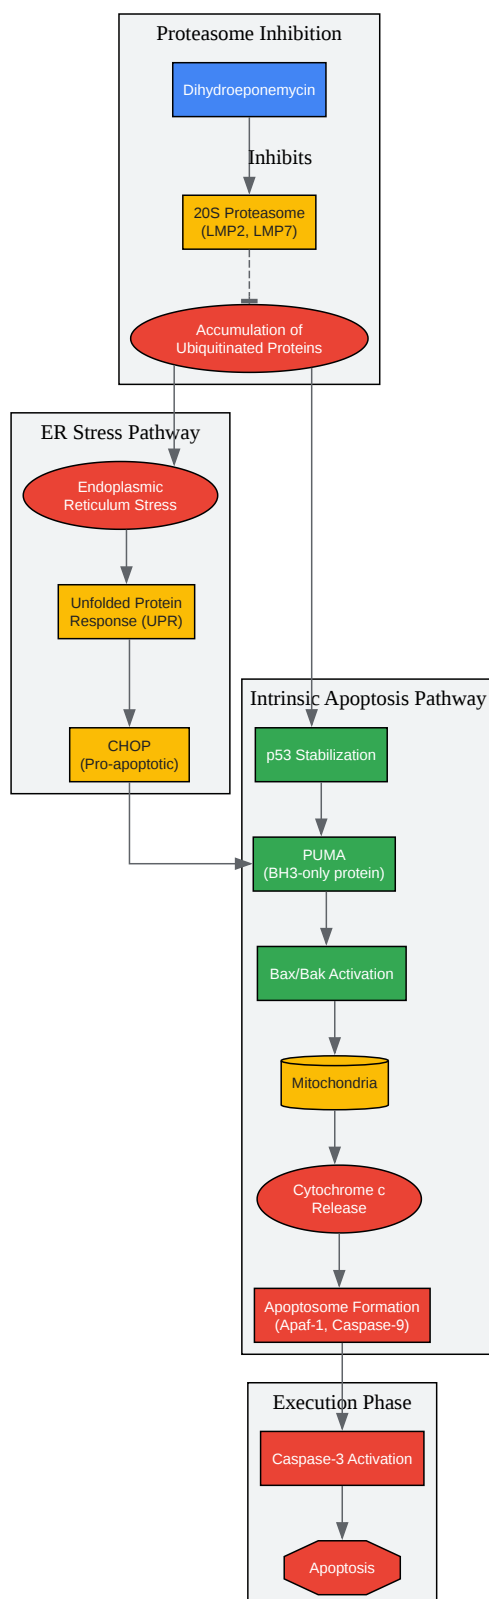 Proteasome Inhibition
Dihydroeponemycin
Inhibits
20S Proteasome
(LMP2, LMP7)
Accumulation of
Ubiquitinated Proteins
ER Stress Pathway
Endoplasmic
Reticulum Stress
Unfolded Protein
Response (UPR)
CHOP
(Pro-apoptotic)
Intrinsic Apoptosis Pathway
p53 Stabilization
PUMA
(BH3-only protein)
Bax/Bak Activation
Mitochondria
Cytochrome c
Release
Apoptosome Formation
(Apaf-1, Caspase-9)
Execution Phase
Caspase-3 Activation
Apoptosis